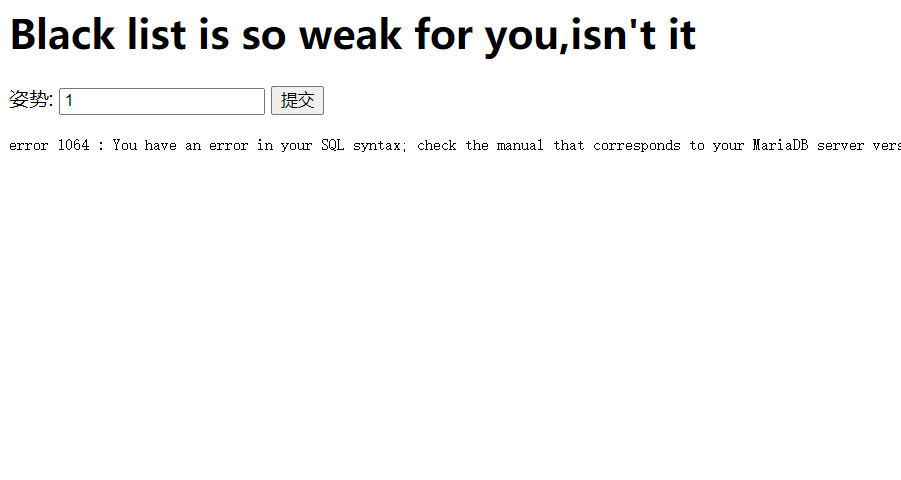 Black list is so weak for you,isn't it
姿势: 1 提交
error 1064 : You have an error in your SQL syntax; check the manual that corresponds to your MariaDB server